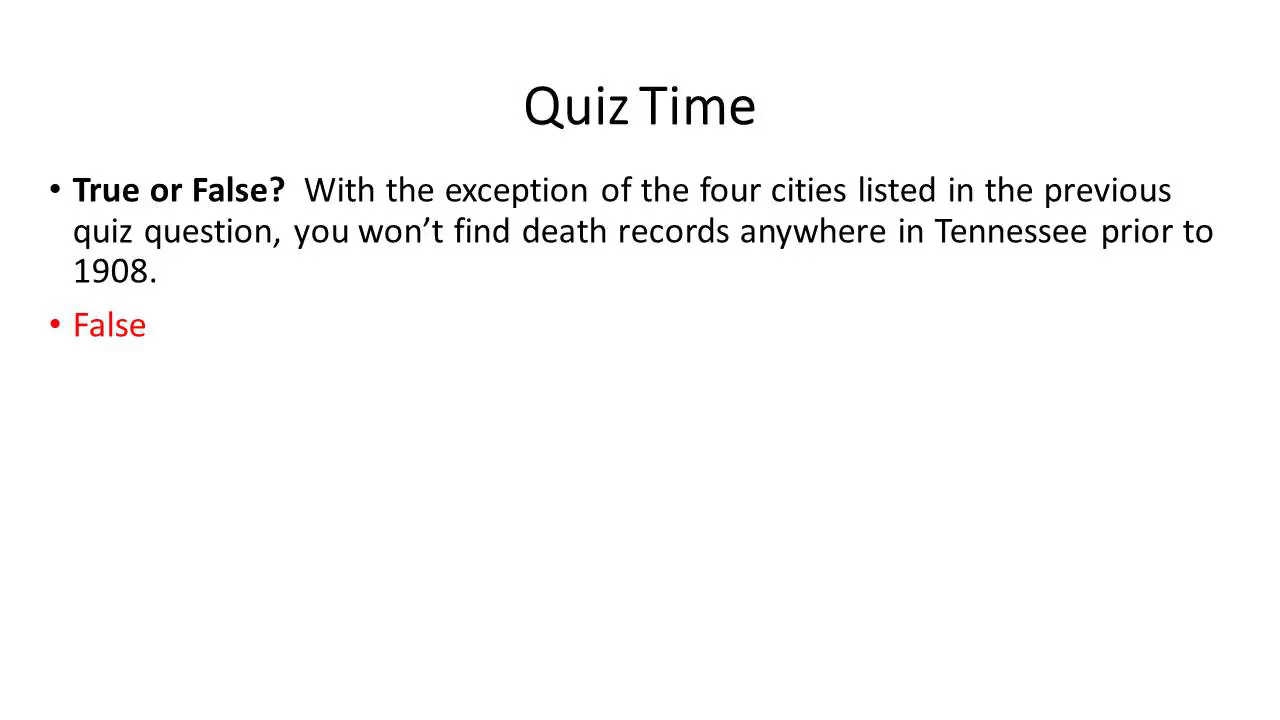 Quiz Time
• True or False?  With the exception of the four cities listed in the previous
quiz question, you won’t find death records anywhere in Tennessee prior to
1908.
• False